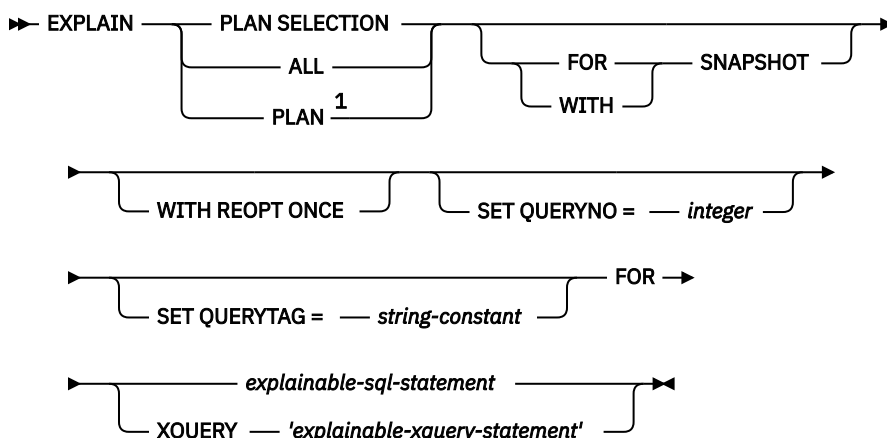 EXPLAIN PLAN SELECTION
ALL
PLAN 1
FOR SNAPSHOT
WITH
WITH REOPT ONCE
SET QUERYNO = integer
SET QUERYTAG = string-constant
FOR
explainable-sql-statement
XQUERY 'explainable-xquery-statement'